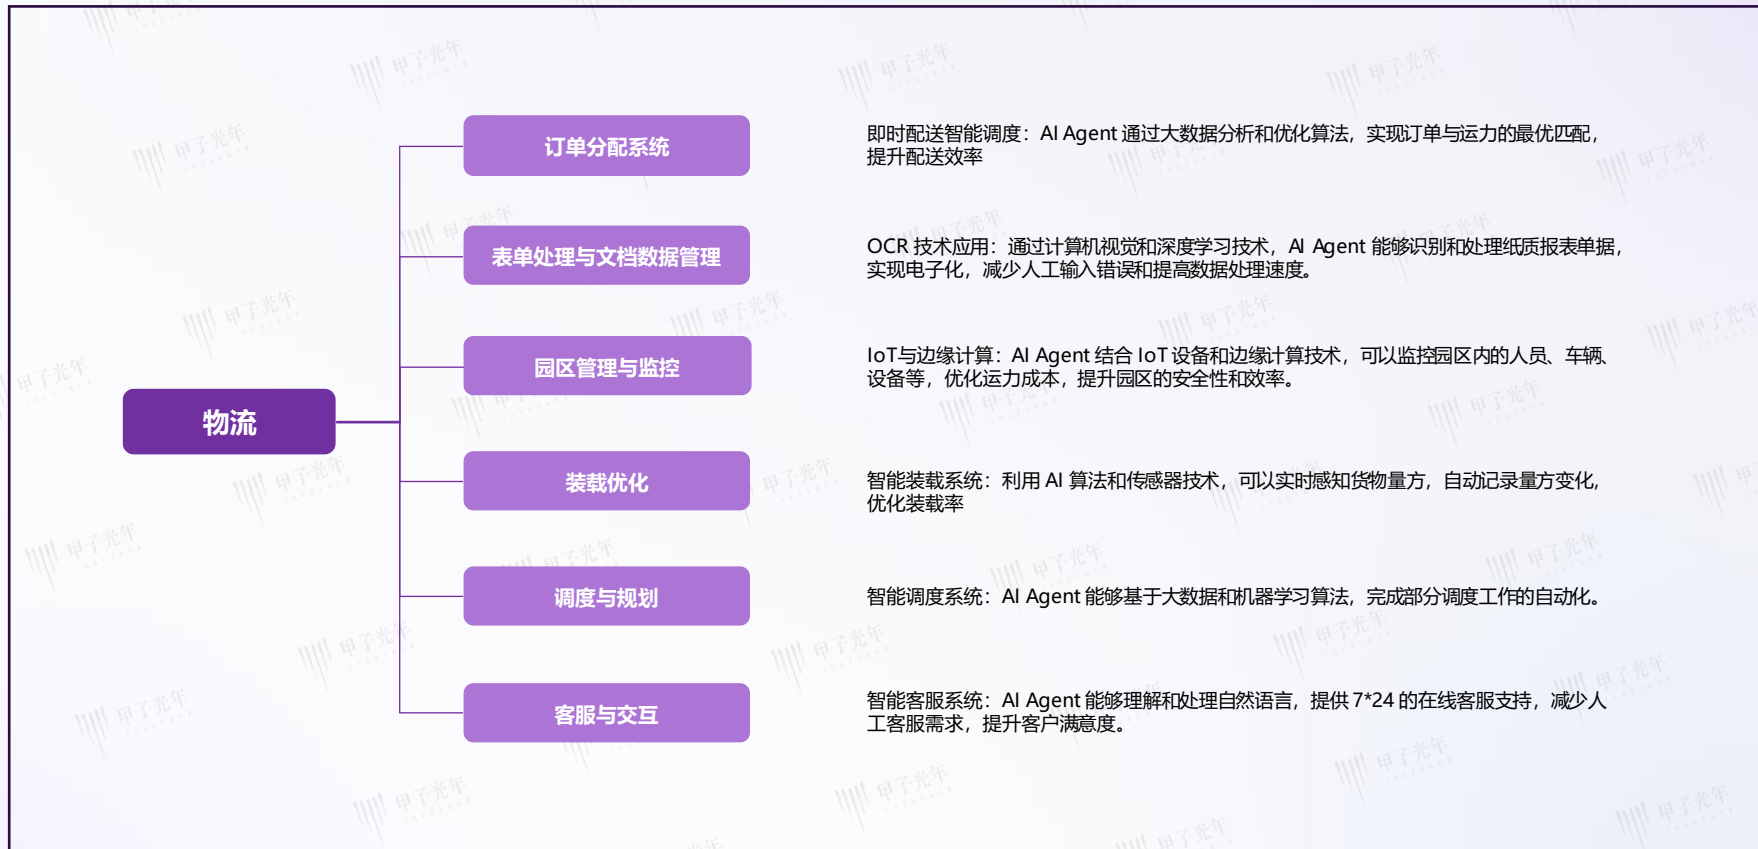 物流
订单分配系统
即时配送智能调度：AI Agent 通过大数据分析和优化算法，实现订单与运力的最优匹配，
提升配送效率
表单处理与文档数据管理
OCR 技术应用：通过计算机视觉和深度学习技术，AI Agent 能够识别和处理纸质报表单据，
实现电子化，减少人工输入错误和提高数据处理速度。
园区管理与监控
IoT与边缘计算：AI Agent 结合 IoT 设备和边缘计算技术，可以监控园区内的人员、车辆、
设备等，优化运力成本，提升园区的安全性和效率。
装载优化
智能装载系统：利用 AI 算法和传感器技术，可以实时感知货物量方，自动记录量方变化，
优化装载率
调度与规划
智能调度系统：AI Agent 能够基于大数据和机器学习算法，完成部分调度工作的自动化。
客服与交互
智能客服系统：AI Agent 能够理解和处理自然语言，提供 7*24 的在线客服支持，减少人
工客服需求，提升客户满意度。
甲子光年